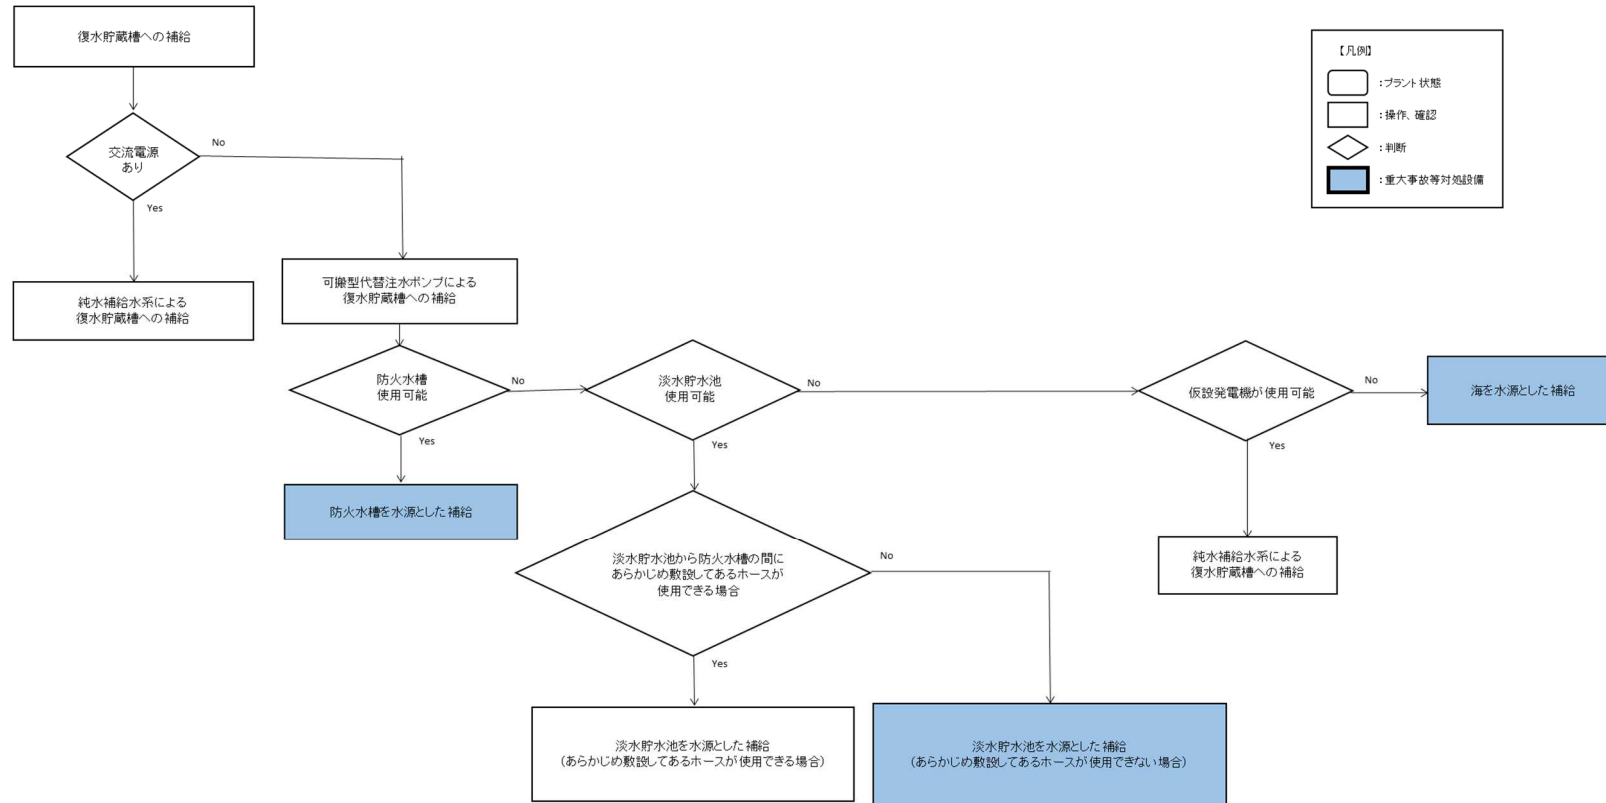 復水貯蔵槽への補給
【凡例】
：プラント状態
：操作、確認
：判断
：重大事故等対処設備
交流電源
あり
No
Yes
純水補給水系による
復水貯蔵槽への補給
可搬型代替注水ポンプによる
復水貯蔵槽への補給
防火水槽
使用可能
No
Yes
淡水貯水池
使用可能
No
Yes
仮設発電機が使用可能
No
Yes
海を水源とした補給
防火水槽を水源とした補給
淡水貯水池から防火水槽の間に
あらかじめ敷設してあるホースが
使用できる場合
No
Yes
純水補給水系による
復水貯蔵槽への補給
淡水貯水池を水源とした補給
（あらかじめ敷設してあるホースが使用できる場合）
淡水貯水池を水源とした補給
（あらかじめ敷設してあるホースが使用できない場合）